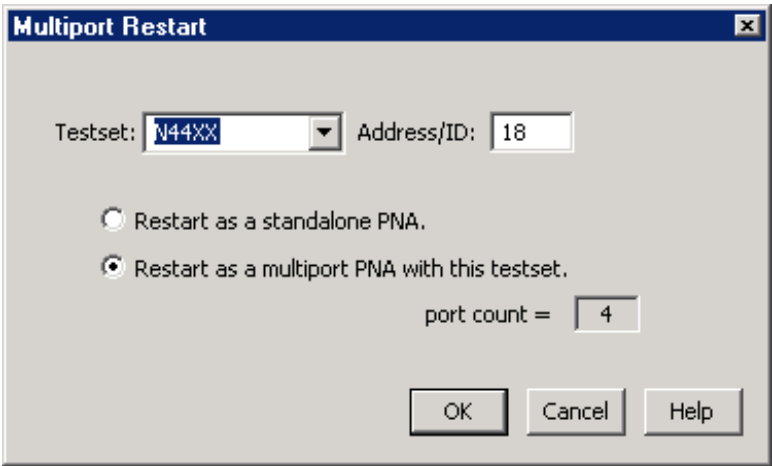 Multiport Restart
Testset: N44XX Address/ID: 18
Restart as a standalone PNA.
Restart as a multiport PNA with this testset.
port count = 4
OK Cancel Help